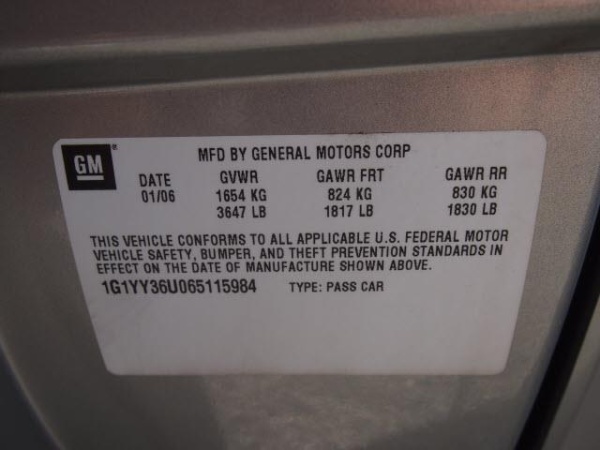 GM®
MFD BY GENERAL MOTORS CORP
DATE GVWR GAWR FRT GAWR RR
01/06 1654 KG 824 KG 830 KG
3647 LB 1817 LB 1830 LB
THIS VEHICLE CONFORMS TO ALL APPLICABLE U.S. FEDERAL MOTOR
VEHICLE SAFETY, BUMPER, AND THEFT PREVENTION STANDARDS IN
EFFECT ON THE DATE OF MANUFACTURE SHOWN ABOVE.
1G1YY36U065115984 TYPE: PASS CAR